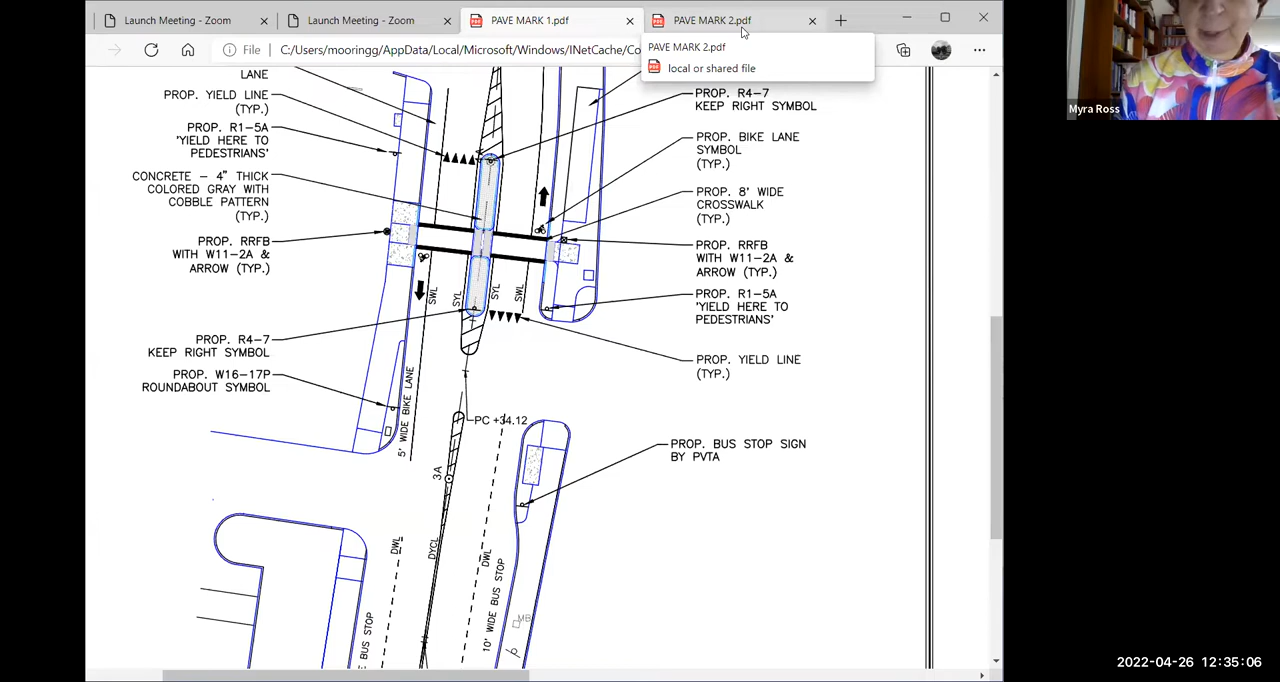 Launch Meeting - Zoom
Launch Meeting - Zoom
PAVE MARK 1.pdf
PAVE MARK 2.pdf
File
C:/Users/mooringg/AppData/Local/Microsoft/Windows/INetCache/Co
PAVE MARK 2.pdf
local or shared file
Myra Ross
LANE
PROP. YIELD LINE
(TYP.)
PROP. R1-5A
'YIELD HERE TO
PEDESTRIANS'
CONCRETE - 4" THICK
COLORED GRAY WITH
COBBLE PATTERN
(TYP.)
PROP. RRFB
WITH W11-2A &
ARROW (TYP.)
PROP. R4-7
KEEP RIGHT SYMBOL
PROP. W16-17P
ROUNDABOUT SYMBOL
PROP. R4-7
KEEP RIGHT SYMBOL
PROP. BIKE LANE
SYMBOL
(TYP.)
PROP. 8' WIDE
CROSSWALK
(TYP.)
PROP. RRFB
WITH W11-2A &
ARROW (TYP.)
PROP. R1-5A
'YIELD HERE TO
PEDESTRIANS'
PROP. YIELD LINE
(TYP.)
PROP. BUS STOP SIGN
BY PVTA
SWL
SYL
SYL
SWL
5' WIDE BIKE LANE
PC +34.12
3A
DWL
DYCL
DWL
10' WIDE BUS STOP
E BUS STOP
MB
2022-04-26 12:35:06